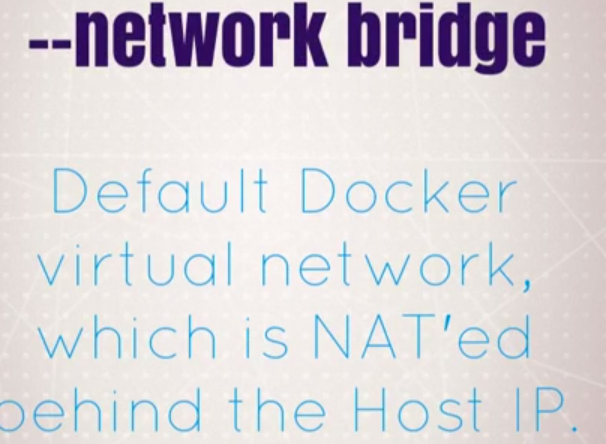 --network bridge
Default Docker
virtual network,
which is NAT'ed
behind the Host IP.